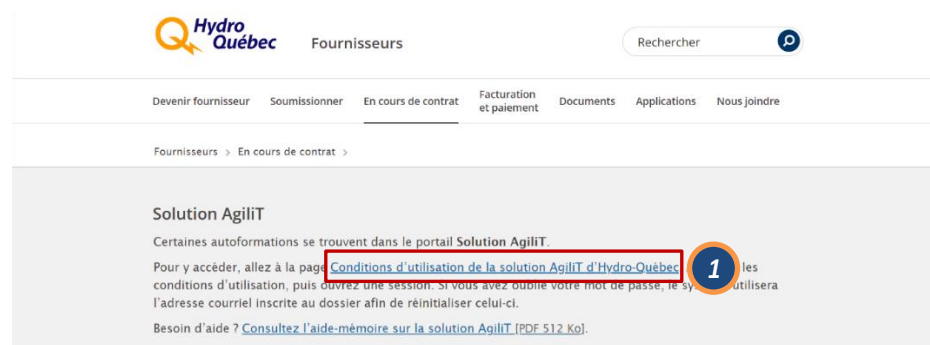 Hydro
Québec
Fournisseurs
Rechercher
Devenir fournisseur Soumissionner En cours de contrat Facturation et paiement Documents Applications Nous joindre
Fournisseurs > En cours de contrat >
Solution AgiliT
Certaines autoformations se trouvent dans le portail Solution AgiliT.
Pour y accéder, allez à la page Conditions d'utilisation de la solution AgiliT d'Hydro-Québec 1 les
conditions d'utilisation, puis ouvrez une session. Si vous avez oublié votre mot de passe, le utilisera
l'adresse courriel inscrite au dossier afin de réinitialiser celui-ci.
Besoin d'aide ? Consultez l'aide-mémoire sur la solution AgiliT [PDF 512 Ko].